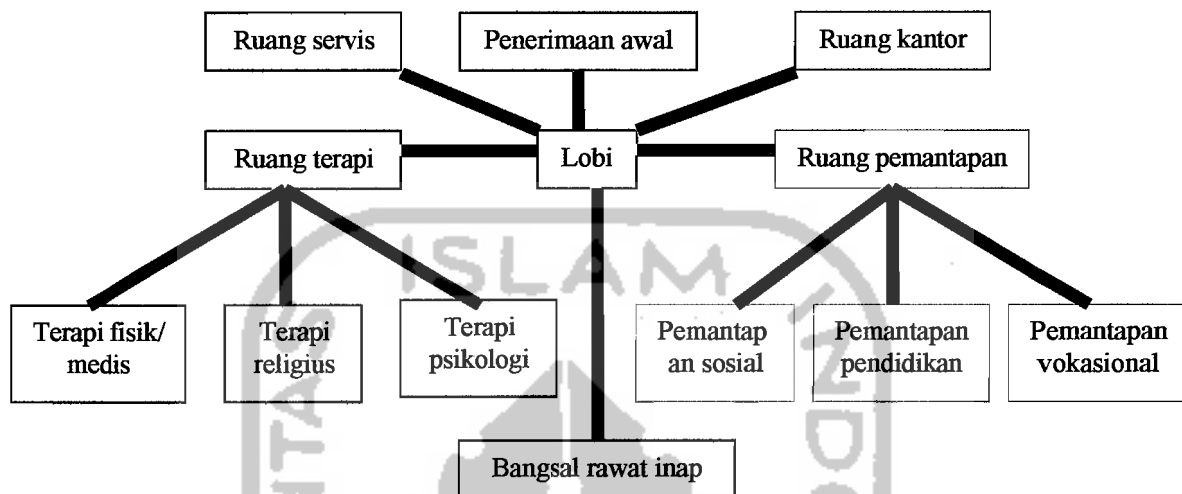 Ruang servis
Penerimaan awal
Ruang kantor
Ruang terapi
Lobi
Ruang pemantapan
ISLAM
Terapi fisik/
medis
Terapi
religius
Terapi
psikologi
Pemantap
an sosial
Pemantapan
pendidikan
Pemantapan
vokasional
Bangsal rawat inap